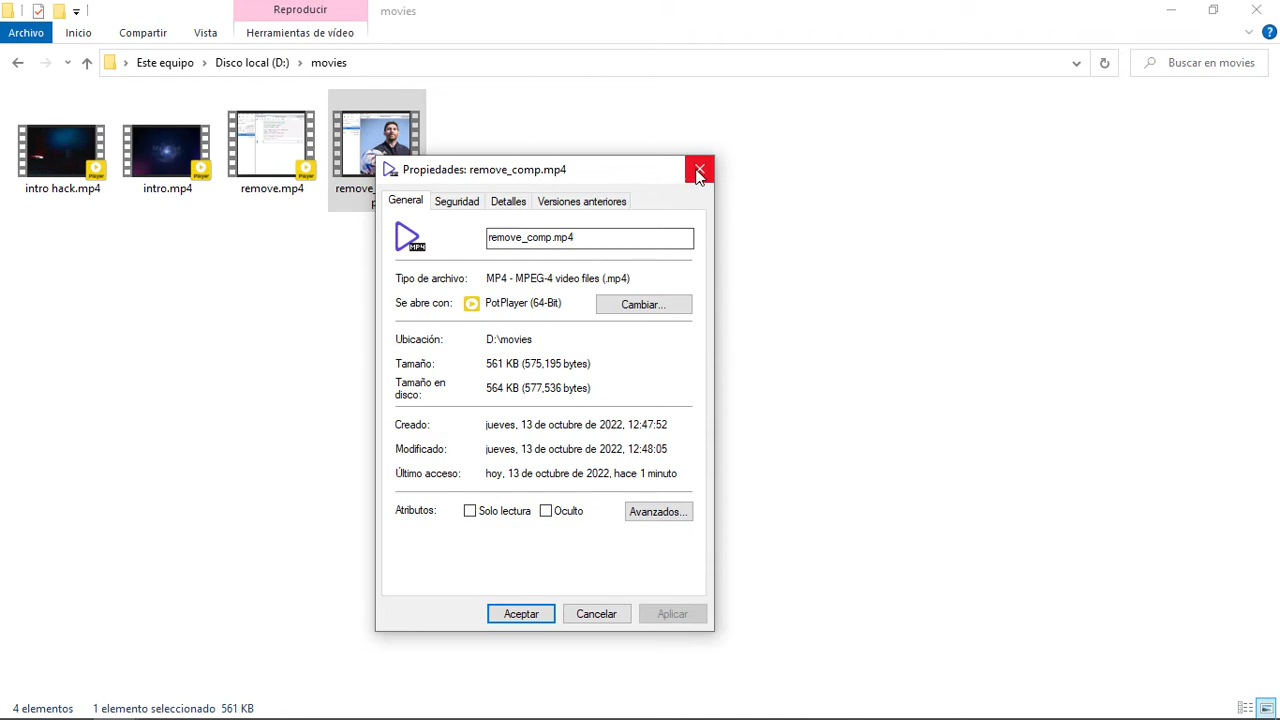 Reproducir
movies
Archivo
Inicio
Compartir
Vista
Herramientas de vídeo
Este equipo
Disco local (D:)
movies
Buscar en movies
intro hack.mp4
Player
intro.mp4
Player
remove.mp4
Player
remove_
Propiedades: remove_comp.mp4
General
Seguridad
Detalles
Versiones anteriores
MP4
remove_comp.mp4
Tipo de archivo:
MP4 - MPEG-4 video files (.mp4)
Se abre con:
PotPlayer (64-Bit)
Cambiar...
Ubicación:
D:\movies
Tamaño:
561 KB (575,195 bytes)
Tamaño en
disco:
564 KB (577,536 bytes)
Creado:
jueves, 13 de octubre de 2022, 12:47:52
Modificado:
jueves, 13 de octubre de 2022, 12:48:05
Último acceso:
hoy, 13 de octubre de 2022, hace 1 minuto
Atributos:
Solo lectura
Oculto
Avanzados...
Aceptar
Cancelar
Aplicar
4 elementos
1 elemento seleccionado 561 KB